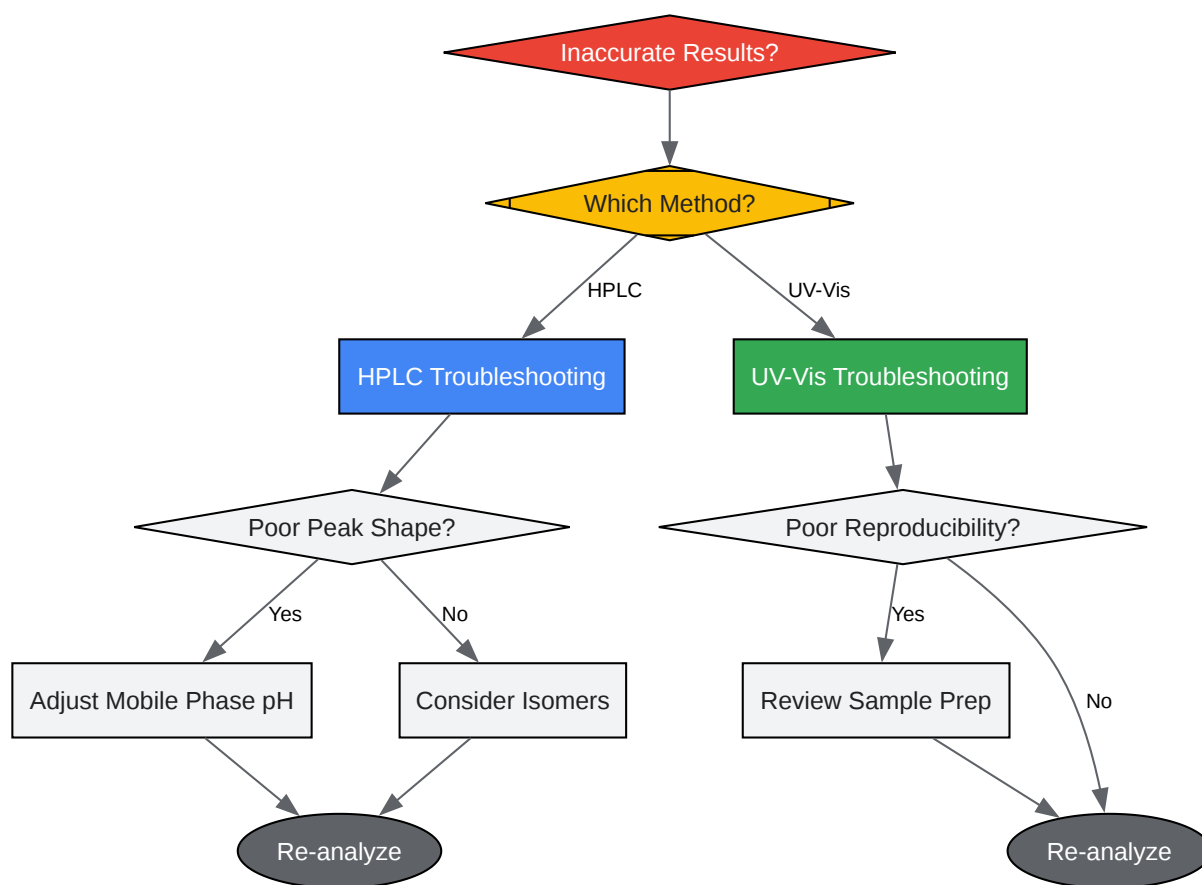 Inaccurate Results?
Which Method?
HPLC
UV-Vis
HPLC Troubleshooting
UV-Vis Troubleshooting
Poor Peak Shape?
Poor Reproducibility?
Yes
No
Yes
Adjust Mobile Phase pH
Consider Isomers
Review Sample Prep
No
Re-analyze
Re-analyze